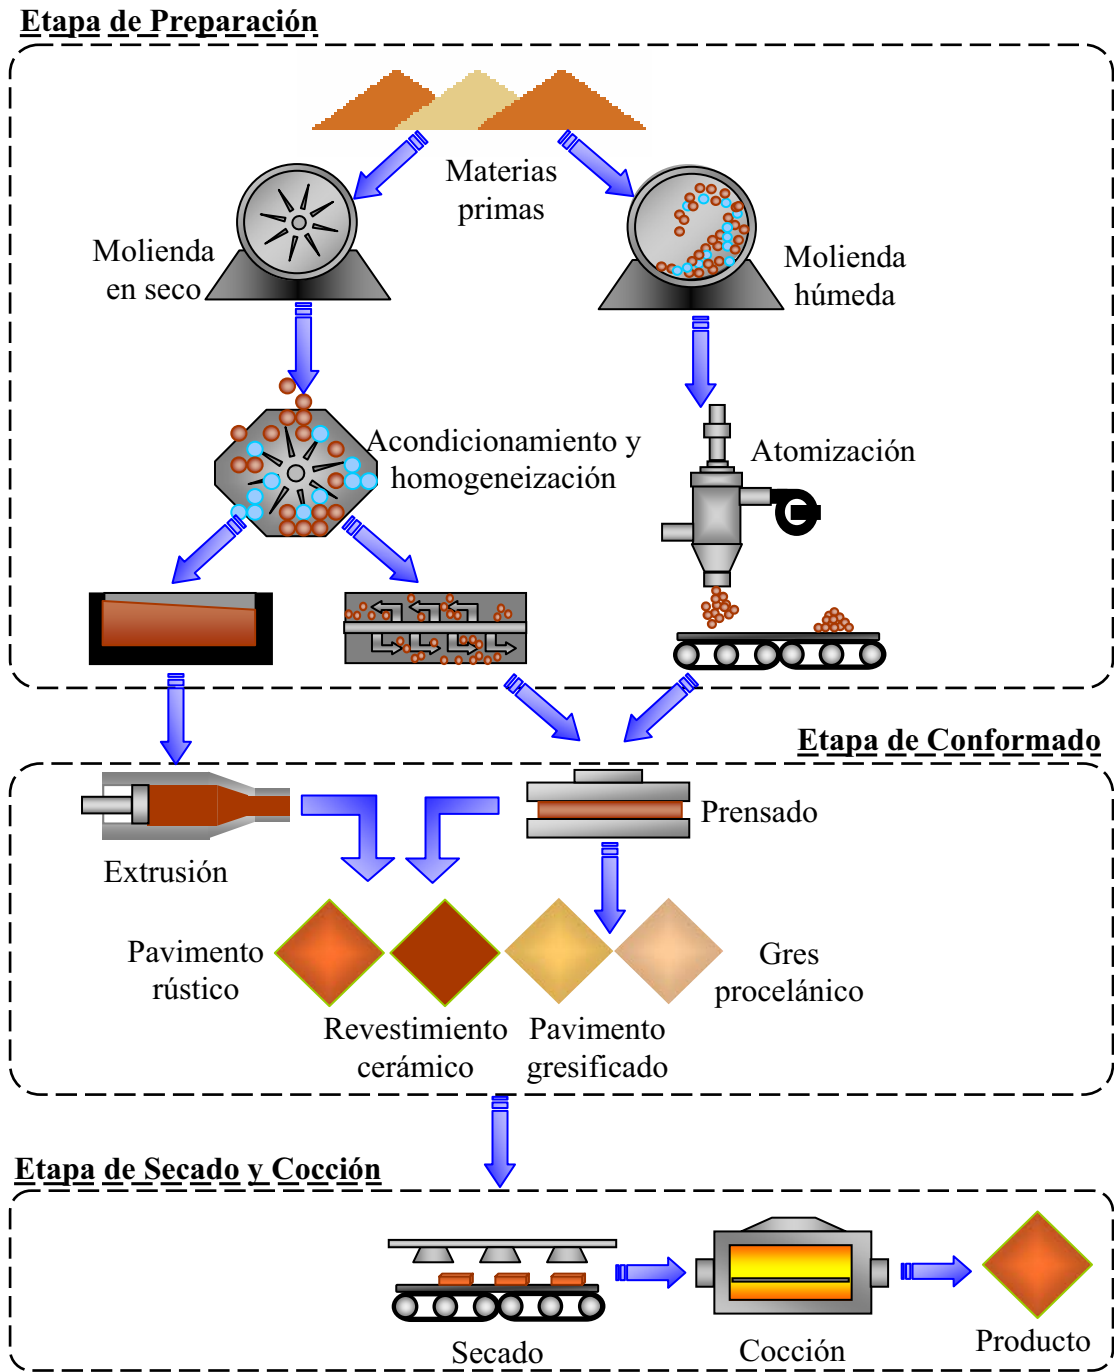 Etapa de Preparación
Materias
primas
Molienda
en seco
Molienda
húmeda
Acondicionamiento y
homogeneización
Atomización
Etapa de Conformado
Prensado
Extrusión
Pavimento
rústico
Gres
procelánico
Revestimiento
cerámico
Pavimento
gresificado
Etapa de Secado y Cocción
Secado
Cocción
Producto